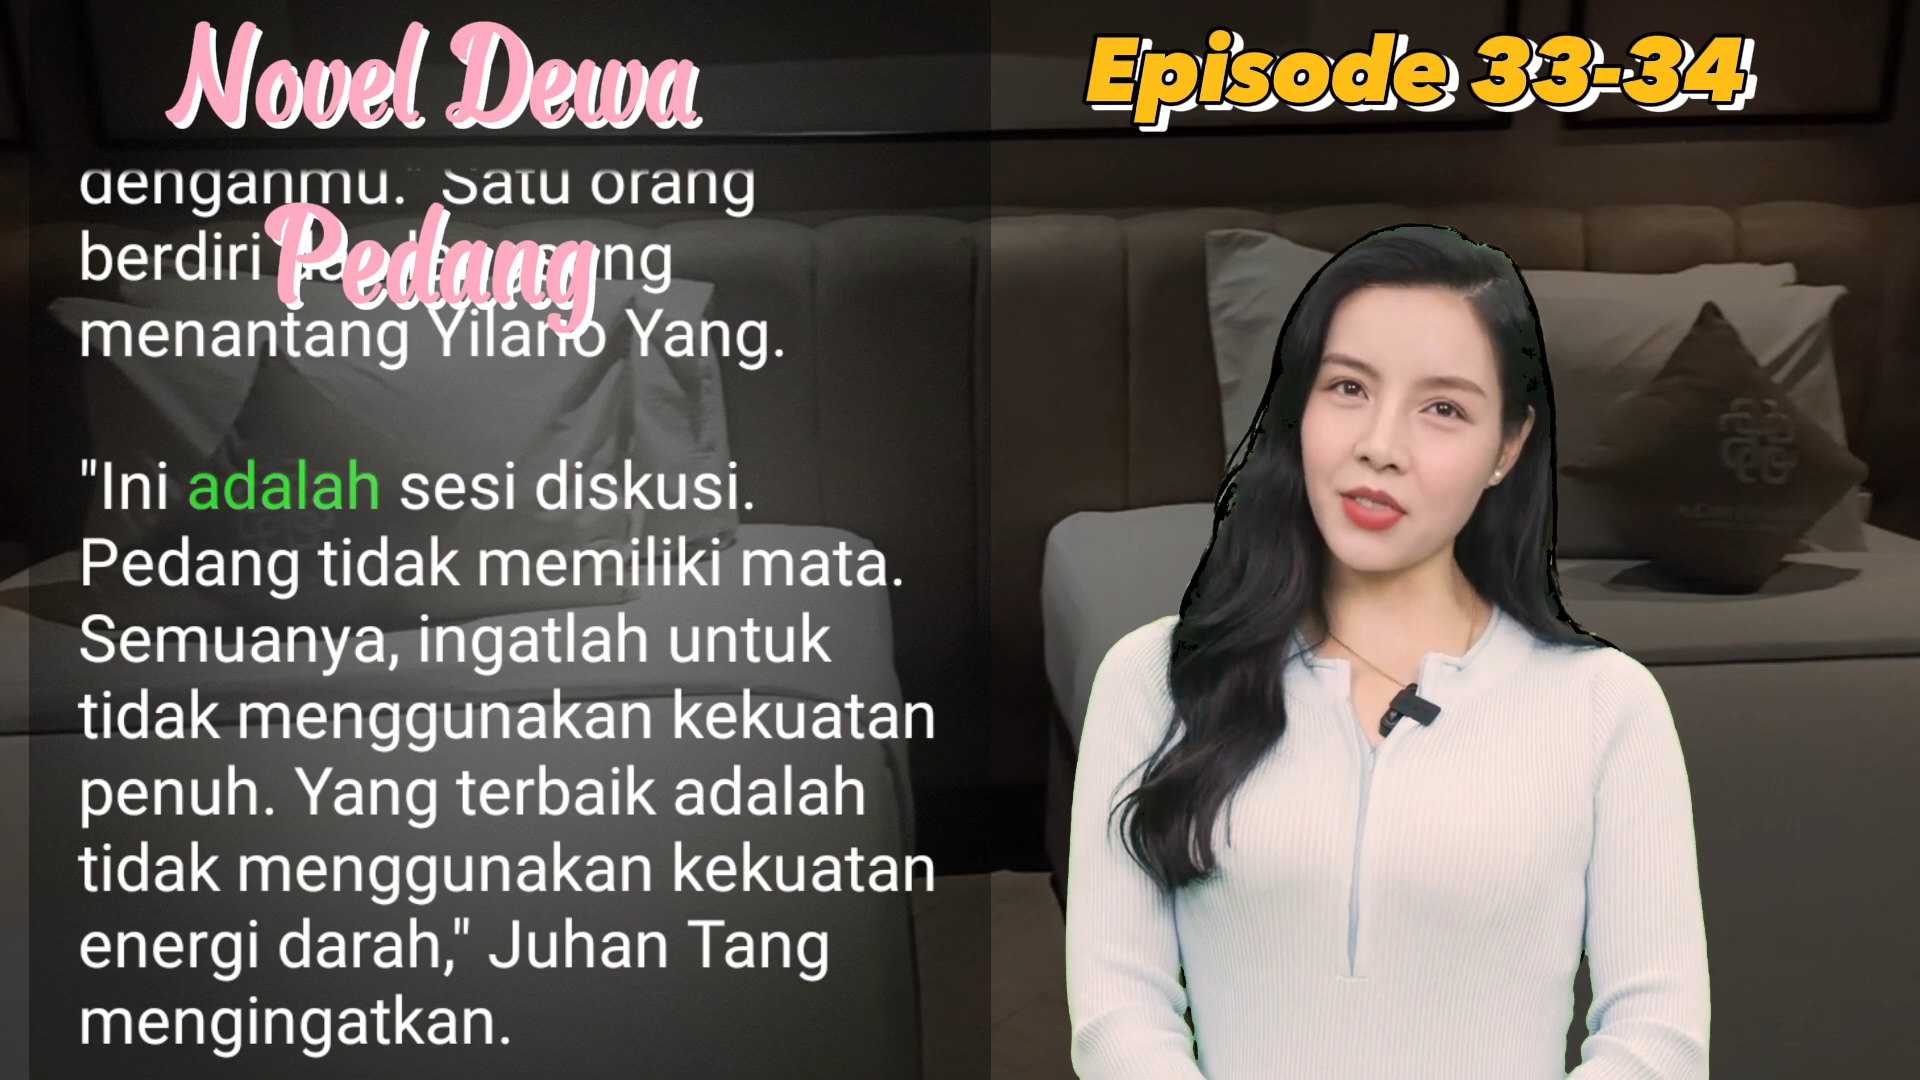 Novel Dewa
Pedang
Episode 33-34
denganmu." Satu orang
berdiri
menantang Yilano Yang.
"Ini adalah sesi diskusi.
Pedang tidak memiliki mata.
Semuanya, ingatlah untuk
tidak menggunakan kekuatan
penuh. Yang terbaik adalah
tidak menggunakan kekuatan
energi darah," Juhan Tang
mengingatkan.